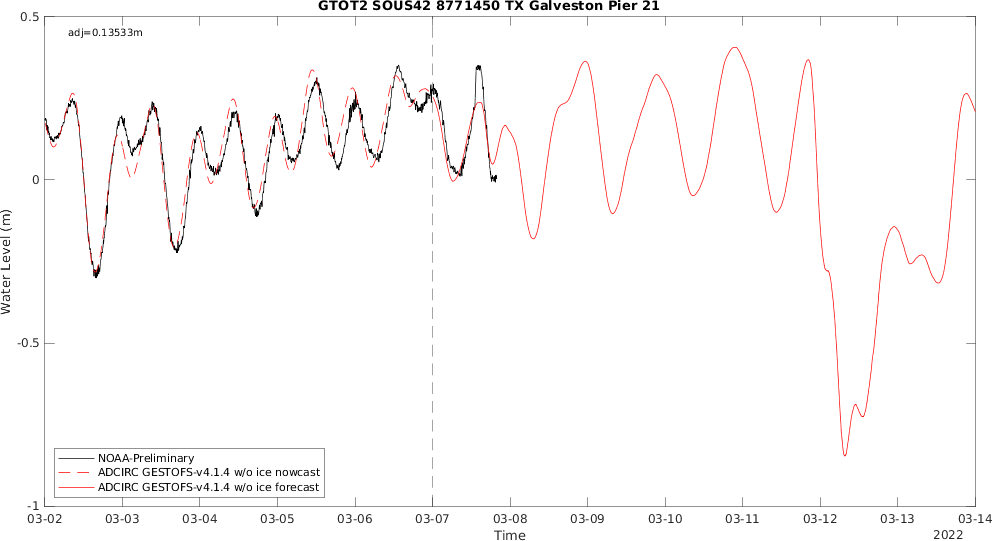 GTOT2 SOUS42 8771450 TX Galveston Pier 21
adj=0.13533m
0.5
0
-0.5
-1
Water Level (m)
NOAA-Preliminary
ADCIRC GESTOFS-v4.1.4 w/o ice nowcast
ADCIRC GESTOFS-v4.1.4 w/o ice forecast
03-02 03-03 03-04 03-05 03-06 03-07 03-08 03-09 03-10 03-11 03-12 03-13 03-14
Time
2022